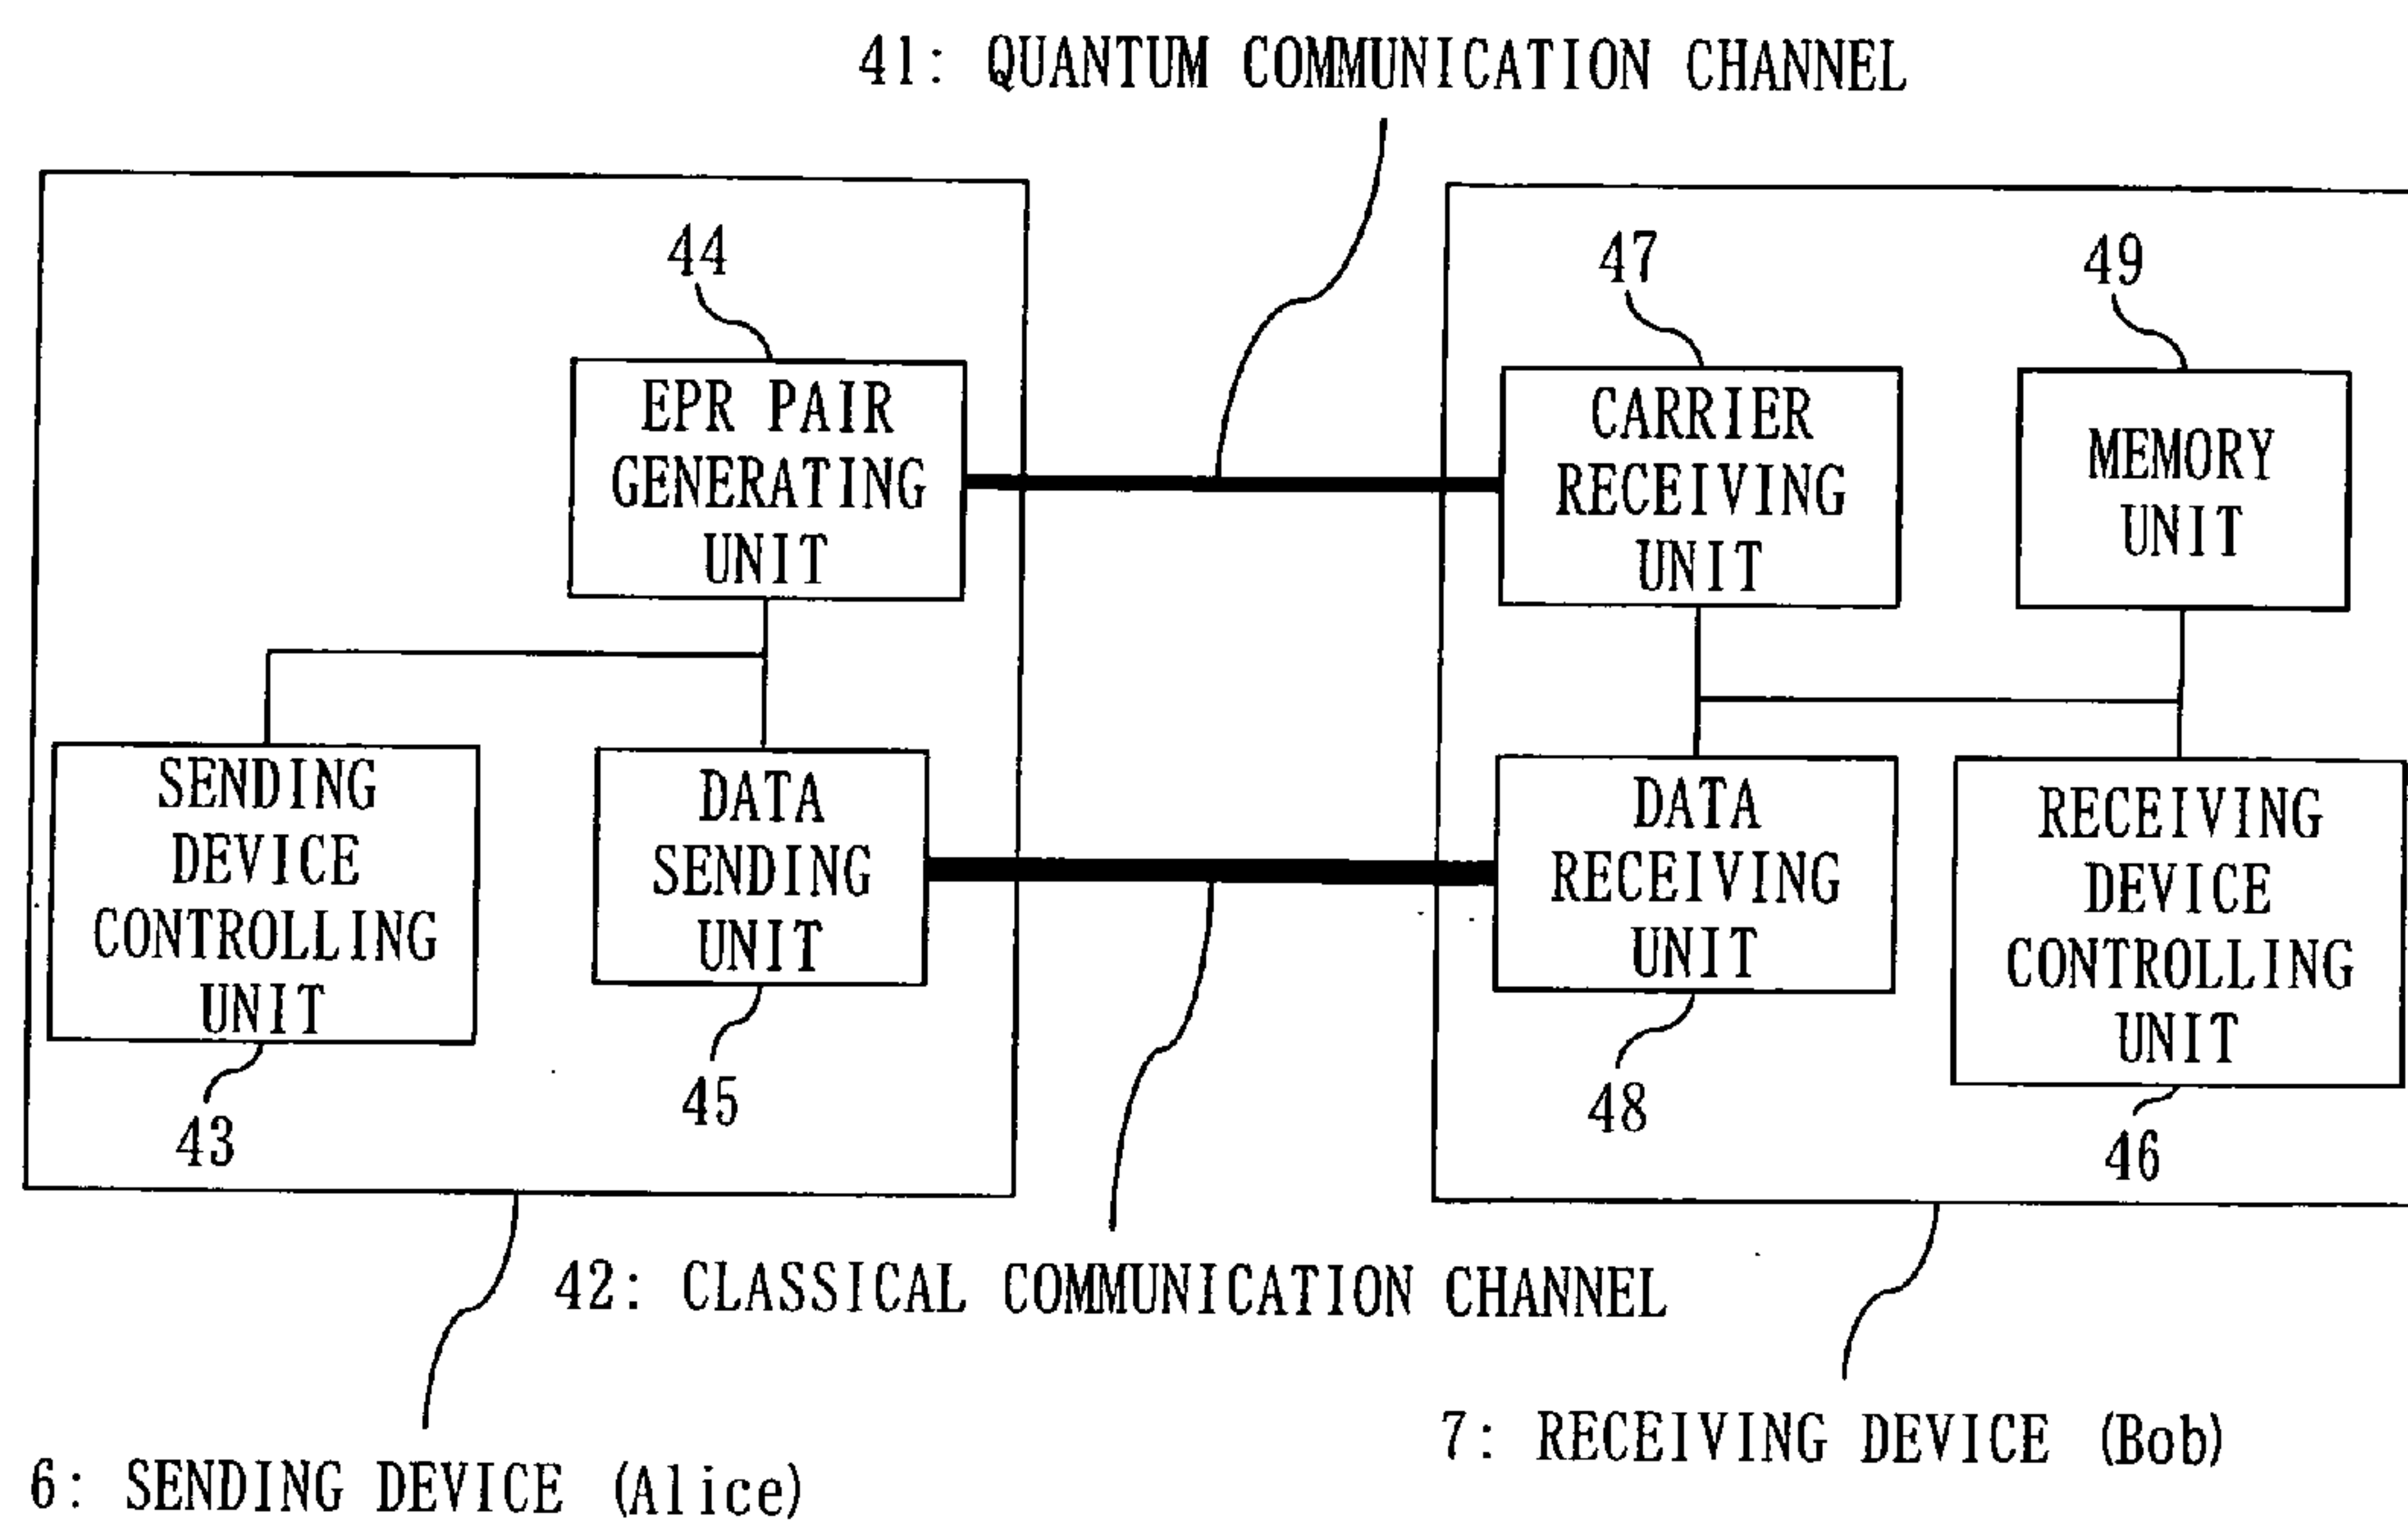 41: QUANTUM COMMUNICATION CHANNEL
44
EPR PAIR
GENERATING
UNIT
47
CARRIER
RECEIVING
UNIT
49
MEMORY
UNIT
SENDING
DEVICE
CONTROLLING
UNIT
43
DATA
SENDING
UNIT
45
DATA
RECEIVING
UNIT
48
RECEIVING
DEVICE
CONTROLLING
UNIT
46
42: CLASSICAL COMMUNICATION CHANNEL
7: RECEIVING DEVICE (Bob)
6: SENDING DEVICE (Alice)